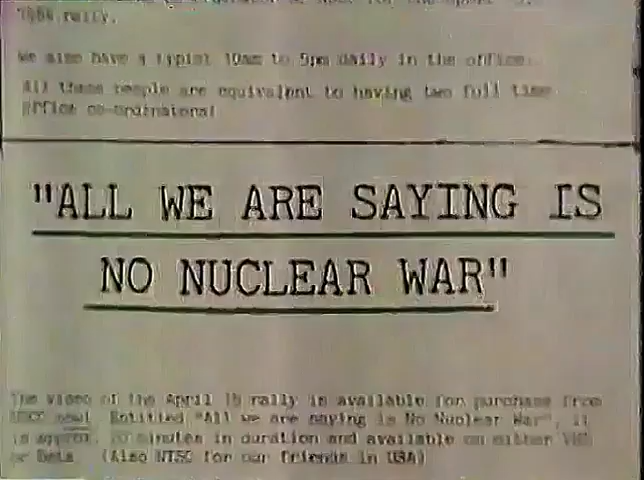 1984 rally.
We also have a typist 10am to 5pm daily in the office.
All these people are equivalent to having two full time
office co-ordinators!
"ALL WE ARE SAYING IS
NO NUCLEAR WAR"
The video of the April 15 rally is available for purchase from
now! Entitled "All we are saying is No Nuclear War", it
is approx. minutes in duration and available on either VHS
or Beta (Also NTSC for our friends in USA)